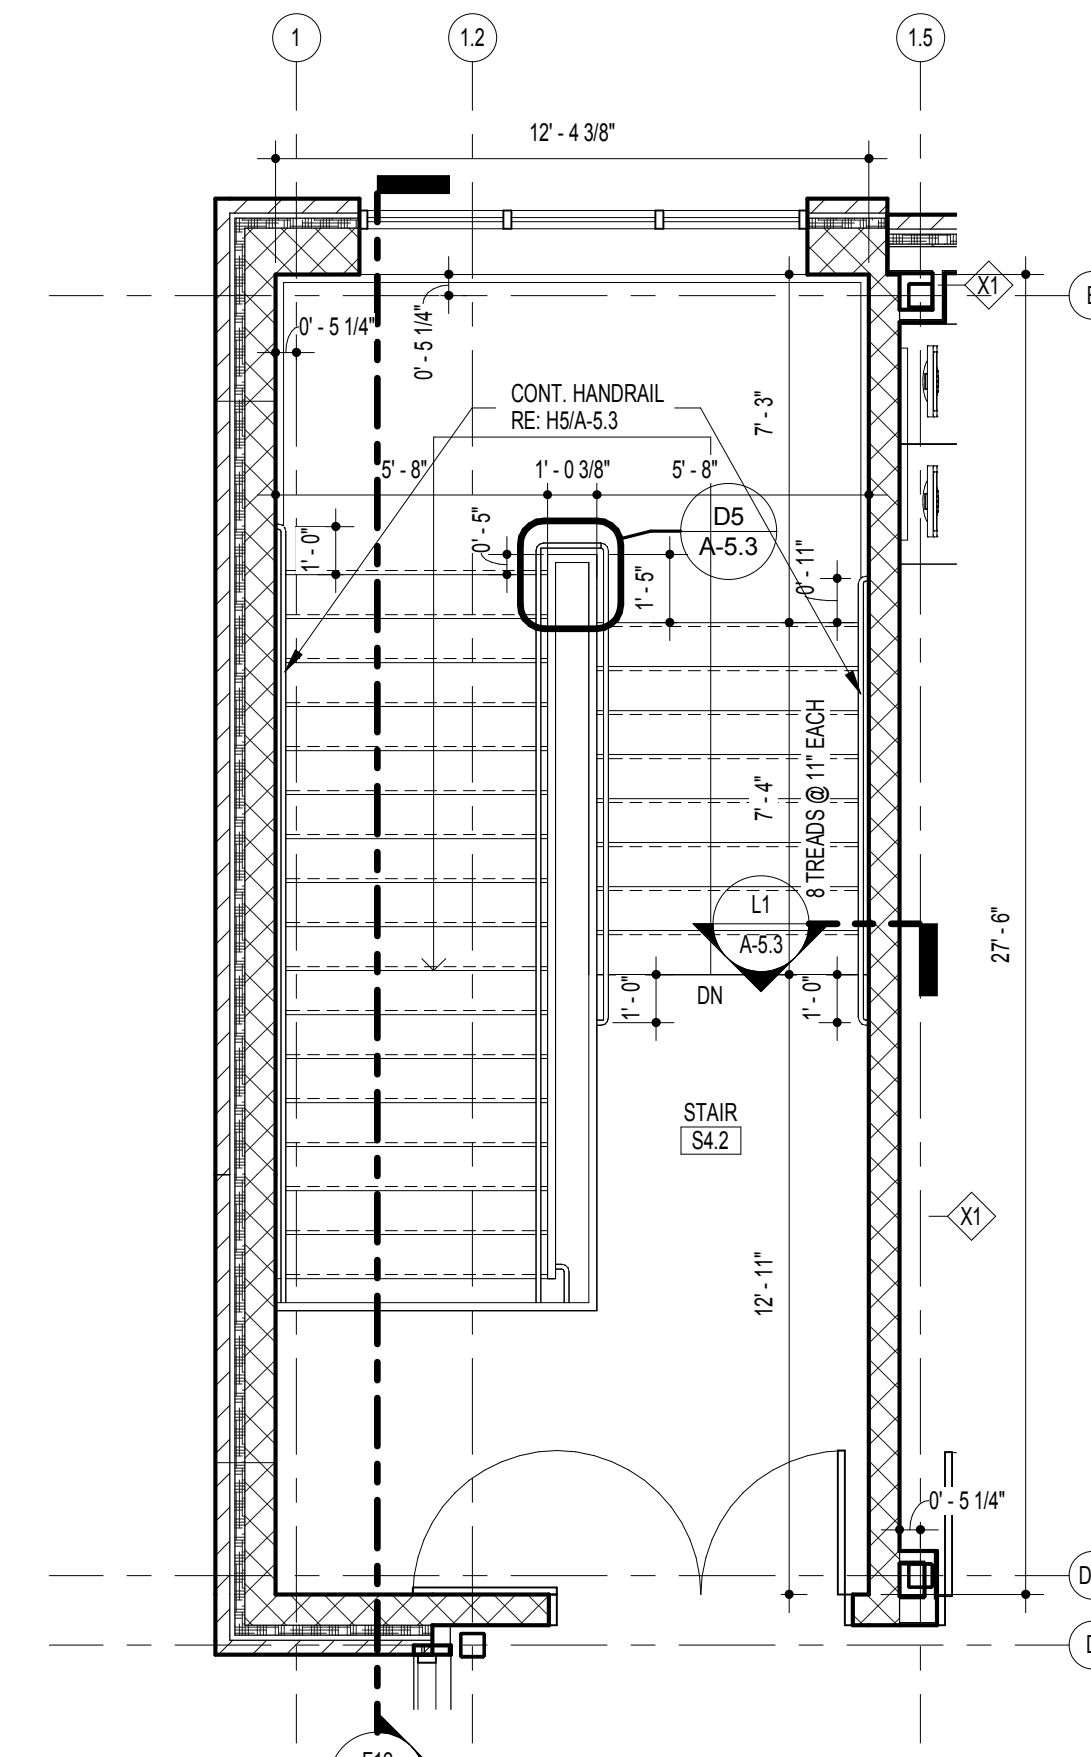 1
1.2
1.5
12' - 4 3/8"
X1
0' - 5 1/4"
0' - 5 1/4"
CONT. HANDRAIL
RE: H5/A-5.3
7' - 3"
5' - 8"
1' - 0 3/8"
5' - 8"
D5
A-5.3
1' - 0"
0' - 5"
1' - 5"
0' - 11"
8 TREADS @ 11" EACH
7' - 4"
L1
A-5.3
27' - 6"
DN
1' - 0"
1' - 0"
STAIR
S4.2
X1
12' - 11"
0' - 5 1/4"
D